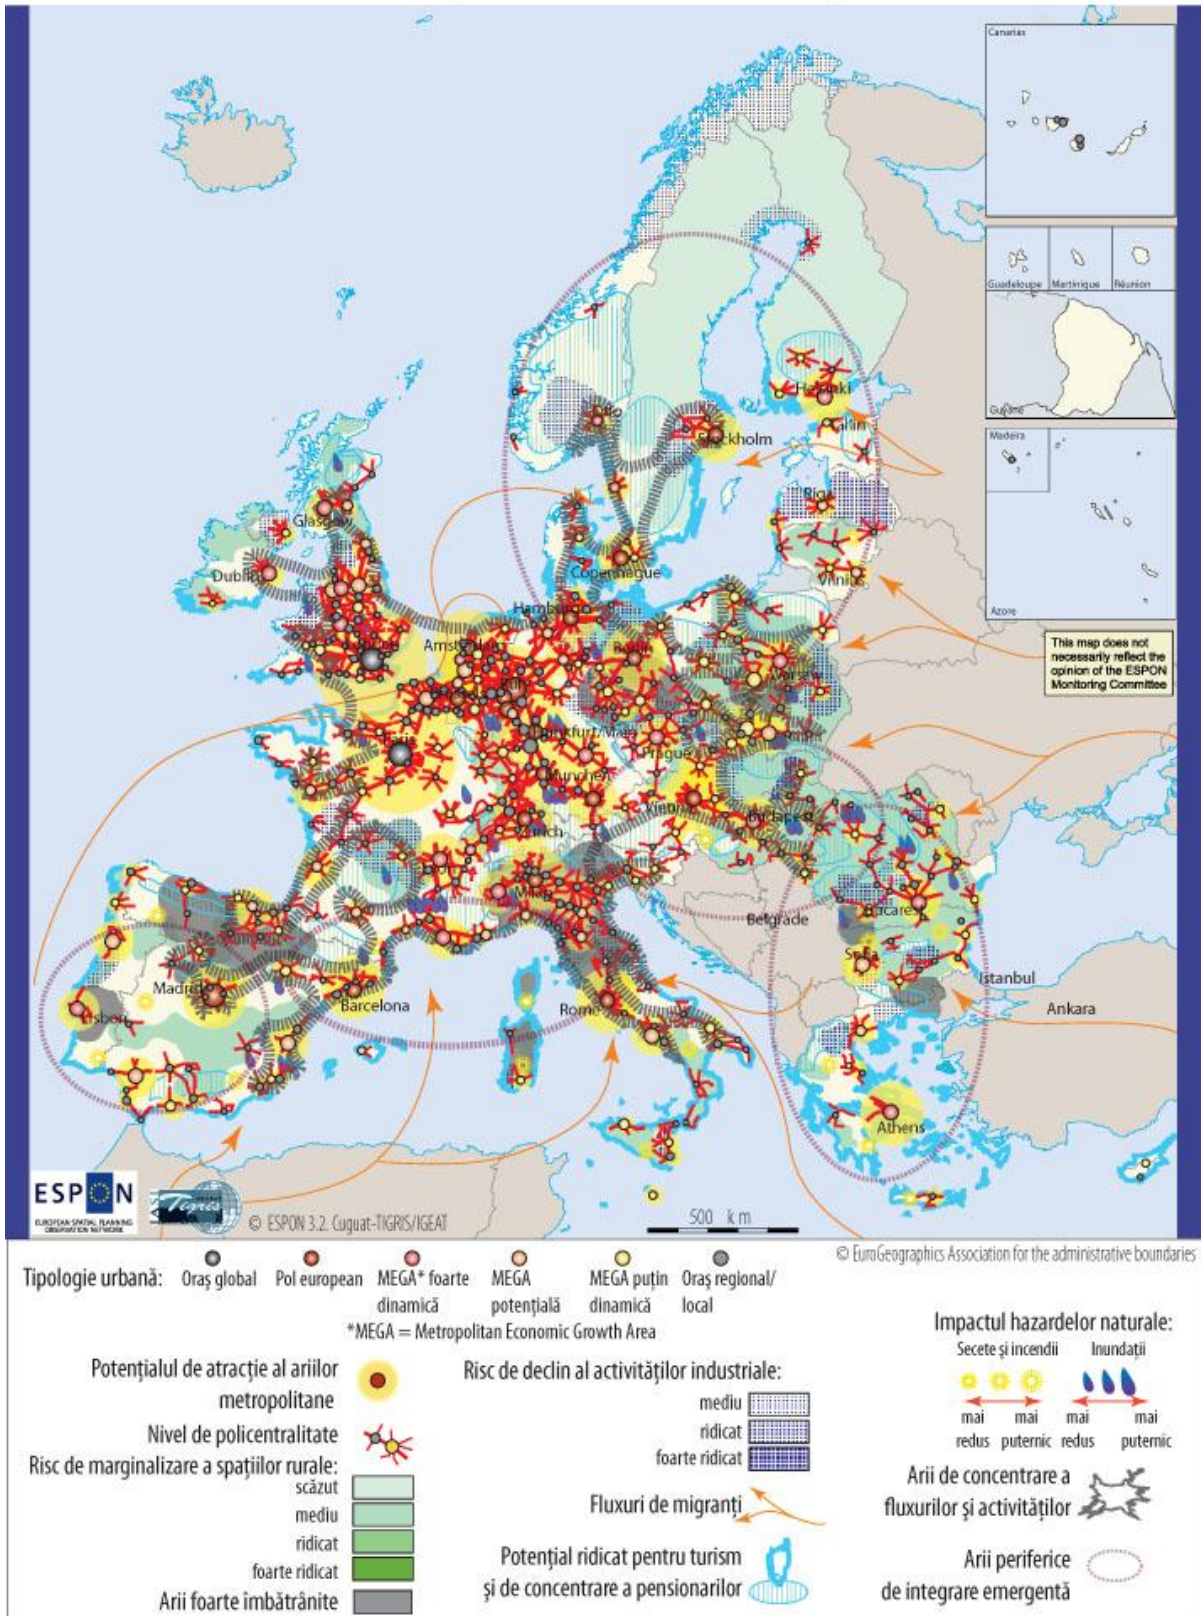 Canarias
Guadeloupe
Martinique
Réunion
Guyane
Madeira
Azore
This map does not
necessarily reflect the
opinion of the ESPON
Monitoring Committee
Helsinki
Stockholm
Riga
Glasgow
Dublin
Copenhague
Vilnius
Hamburg
Amsterdam
Berlin
Warsew
Paris
Frankfurt/Main
Prague
Munchen
Budapest
Zurich
Milan
Belgrade
Bucarest
Sofia
Istanbul
Madrid
Barcelona
Rome
Ankara
Lisbon
Athens
ESPON
EUROPEAN SPATIAL PLANNING
OBSERVATION NETWORK
Tigris
© ESPON 3.2. Cuguat-TIGRIS/IGEAT
500 km
© EuroGeographics Association for the administrative boundaries
Tipologie urbană:
Oraș global
Pol european
MEGA* foarte
dinamică
MEGA
potențială
MEGA puțin
dinamică
Oraș regional/
local
*MEGA = Metropolitan Economic Growth Area
Potențialul de atracție al ariilor
metropolitane
Nivel de policentralitate
Risc de marginalizare a spațiilor rurale:
scăzut
mediu
ridicat
foarte ridicat
Arii foarte îmbătrânite
Risc de declin al activităților industriale:
mediu
ridicat
foarte ridicat
Fluxuri de migranți
Potențial ridicat pentru turism
și de concentrare a pensionarilor
Impactul hazardelor naturale:
Secete și incendii
Inundații
mai
redus
mai
puternic
mai
redus
mai
puternic
Arii de concentrare a
fluxurilor și activităților
Arii periferice
de integrare emergentă